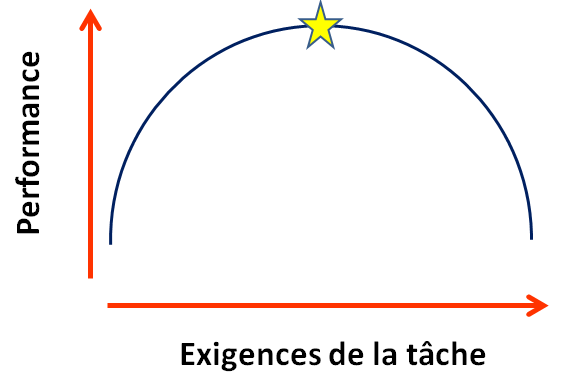 Performance
Exigences de la tâche